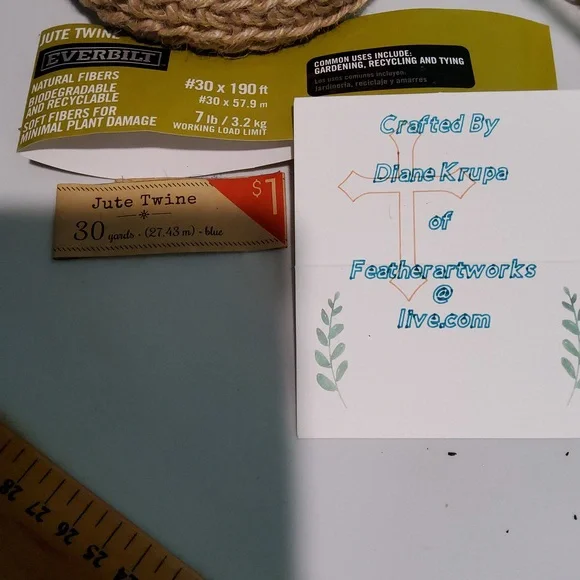 JUTE TWINE
EVERBILT
NATURAL FIBERS
BIODEGRADABLE
AND RECYCLABLE
SOFT FIBERS FOR
MINIMAL PLANT DAMAGE
#30 x 190 ft
#30 x 57.9 m
7 lb / 3.2 kg
WORKING LOAD LIMIT
COMMON USES INCLUDE:
GARDENING, RECYCLING AND TYING
Los usos comunes incluyen:
jardinería, reciclaje y amarres
Jute Twine
30 yards - (27.43 m) - blue
$1
Crafted By
Diane Krupa
of
Featherartworks
@
live.com
28
27
26
25
24